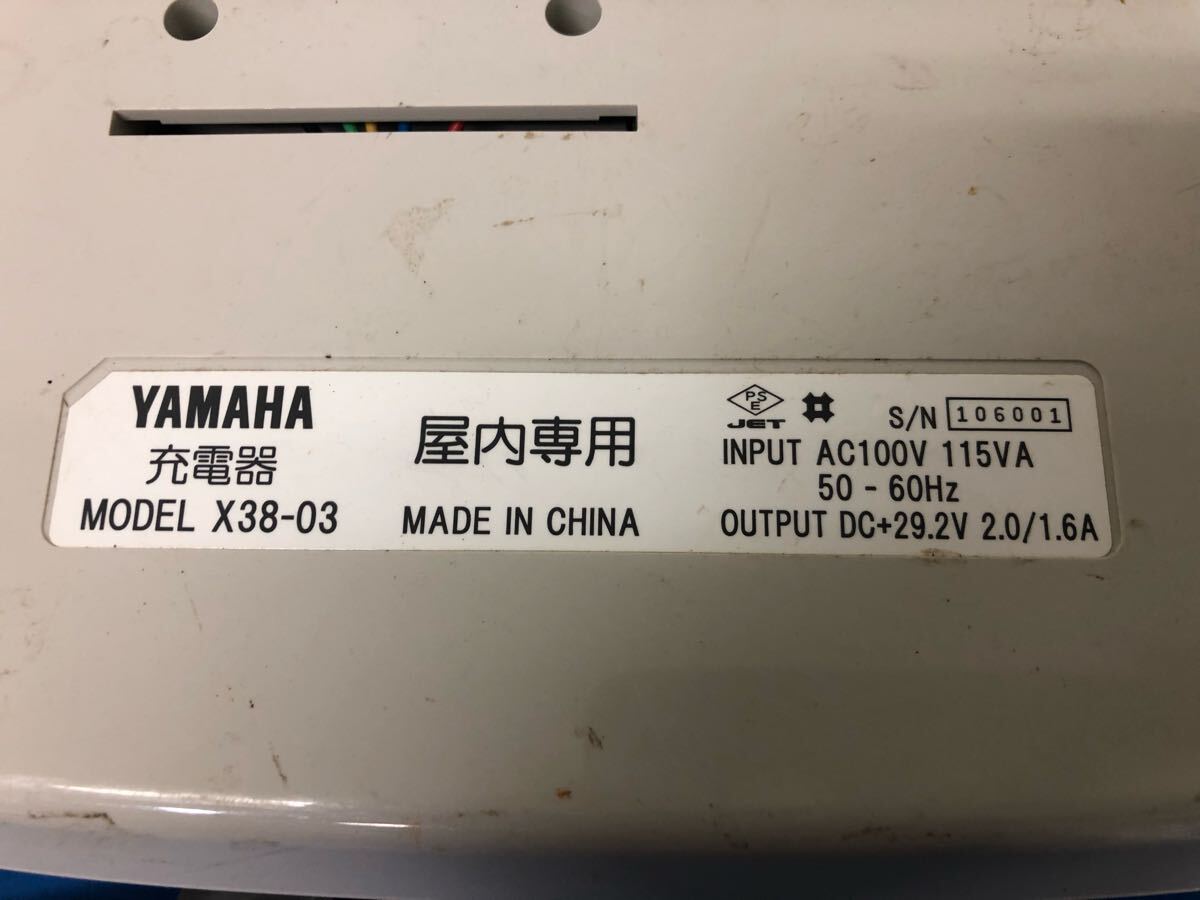 YAMAHA
充電器
MODEL X38-03
屋内専用
MADE IN CHINA
PS
E
JET
S/N 106001
INPUT AC100V 115VA
50 - 60Hz
OUTPUT DC+29.2V 2.0/1.6A